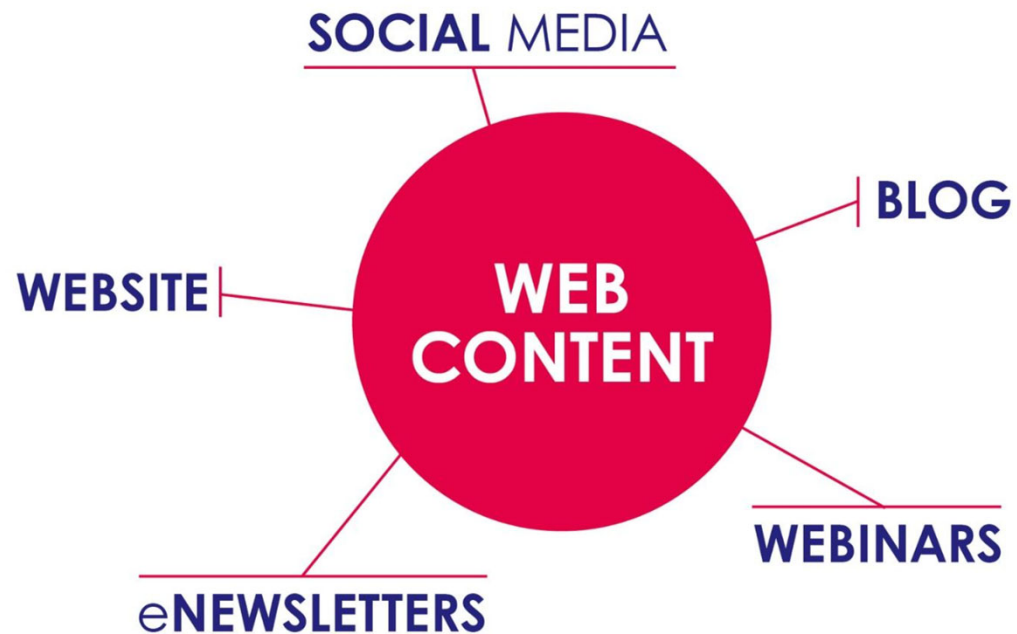 SOCIAL MEDIA
BLOG
WEBSITE
WEB
CONTENT
WEBINARS
eNEWSLETTERS